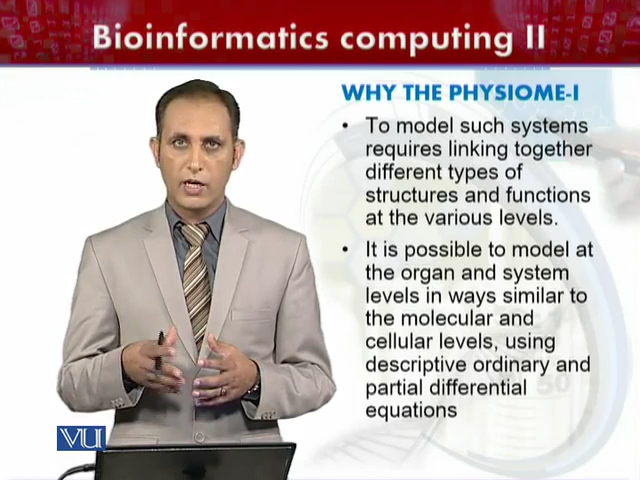 Bioinformatics computing II
WHY THE PHYSIOME-I
• To model such systems
requires linking together
different types of
structures and functions
at the various levels.
• It is possible to model at
the organ and system
levels in ways similar to
the molecular and
cellular levels, using
descriptive ordinary and
partial differential
equations
VU